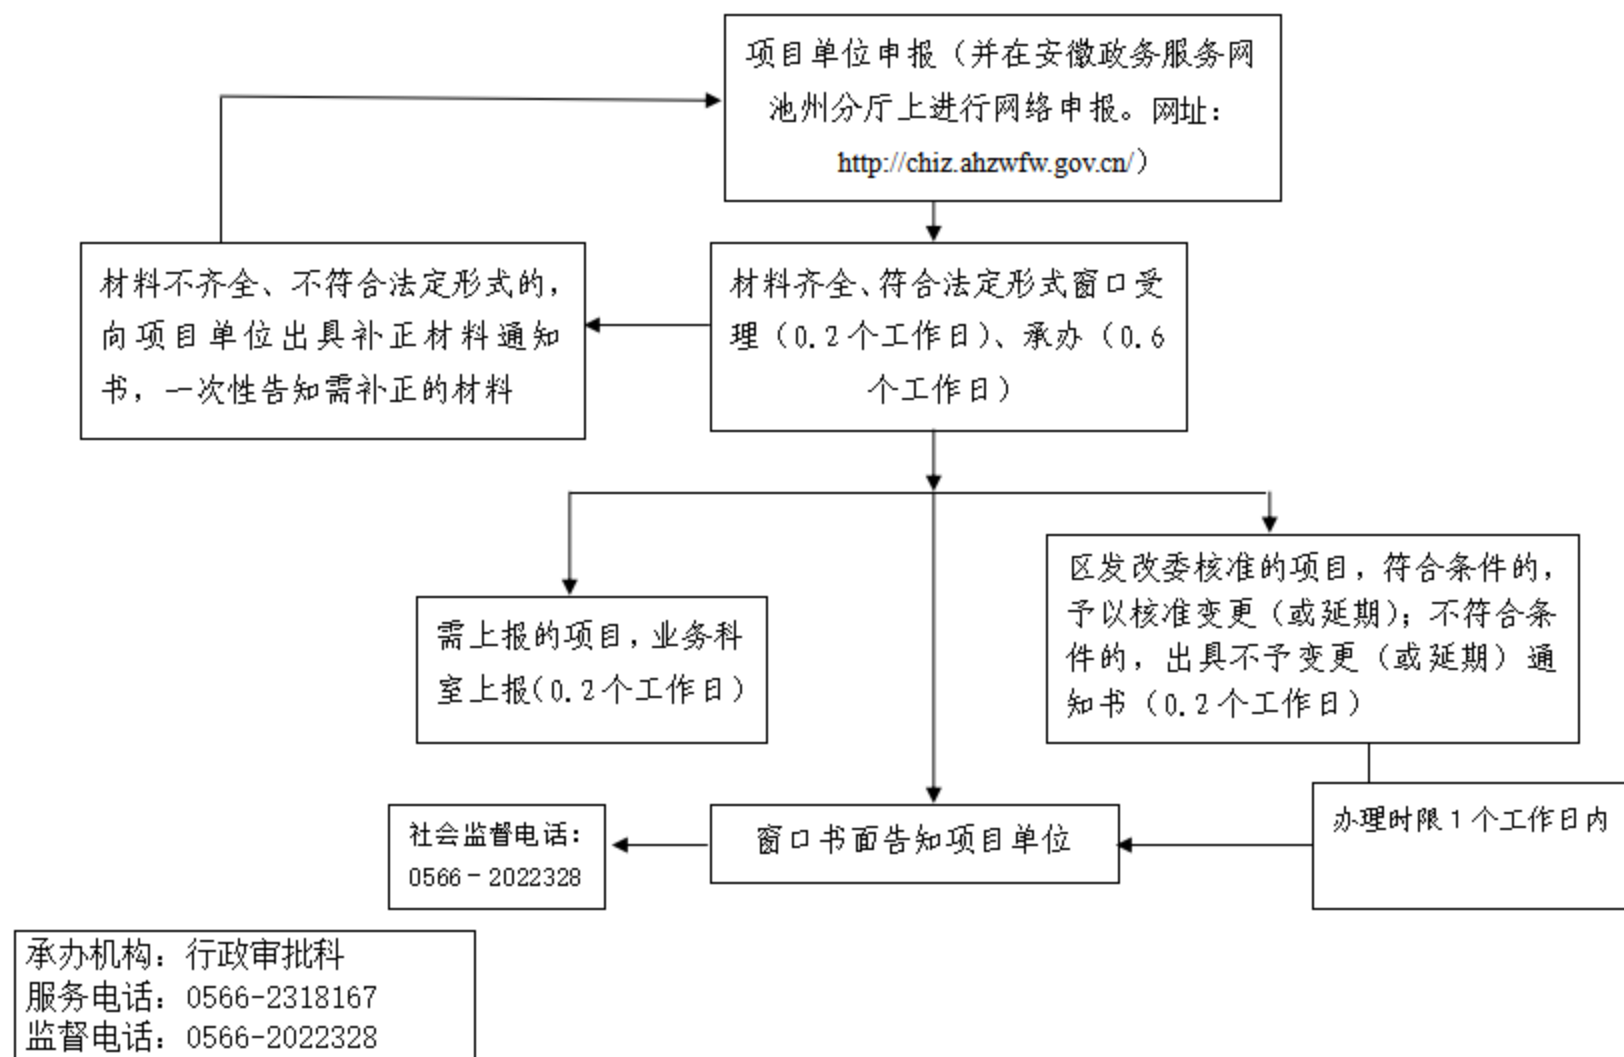 项目单位申报（并在安徽政务服务网
池州分厅上进行网络申报。网址：
http://chiz.ahzwfw.gov.cn/）
材料不齐全、不符合法定形式的，
向项目单位出具补正材料通知
书，一次性告知需补正的材料
材料齐全、符合法定形式窗口受
理（0.2个工作日）、承办（0.6
个工作日）
需上报的项目，业务科
室上报（0.2个工作日）
区发改委核准的项目，符合条件的，
予以核准变更（或延期）；不符合条
件的，出具不予变更（或延期）通
知书（0.2个工作日）
社会监督电话：
0566－2022328
窗口书面告知项目单位
办理时限1个工作日内
承办机构：行政审批科
服务电话：0566-2318167
监督电话：0566-2022328